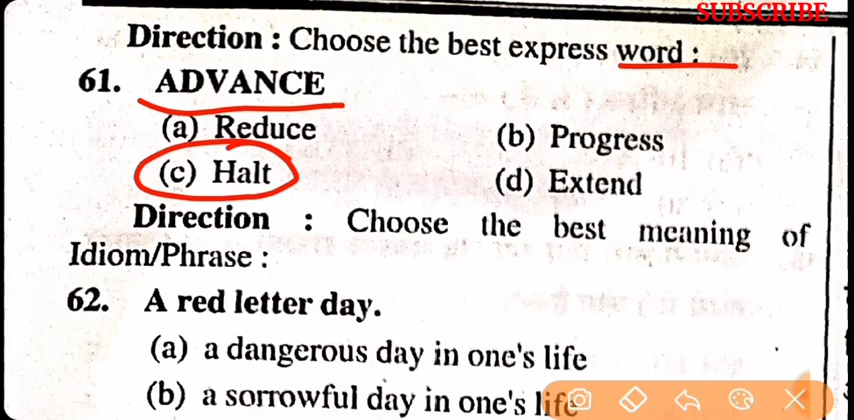 SUBSCRIBE
Direction : Choose the best express word :
61. ADVANCE
(a) Reduce (b) Progress
(c) Halt (d) Extend
Direction : Choose the best meaning of
Idiom/Phrase :
62. A red letter day.
(a) a dangerous day in one's life
(b) a sorrowful day in one's life